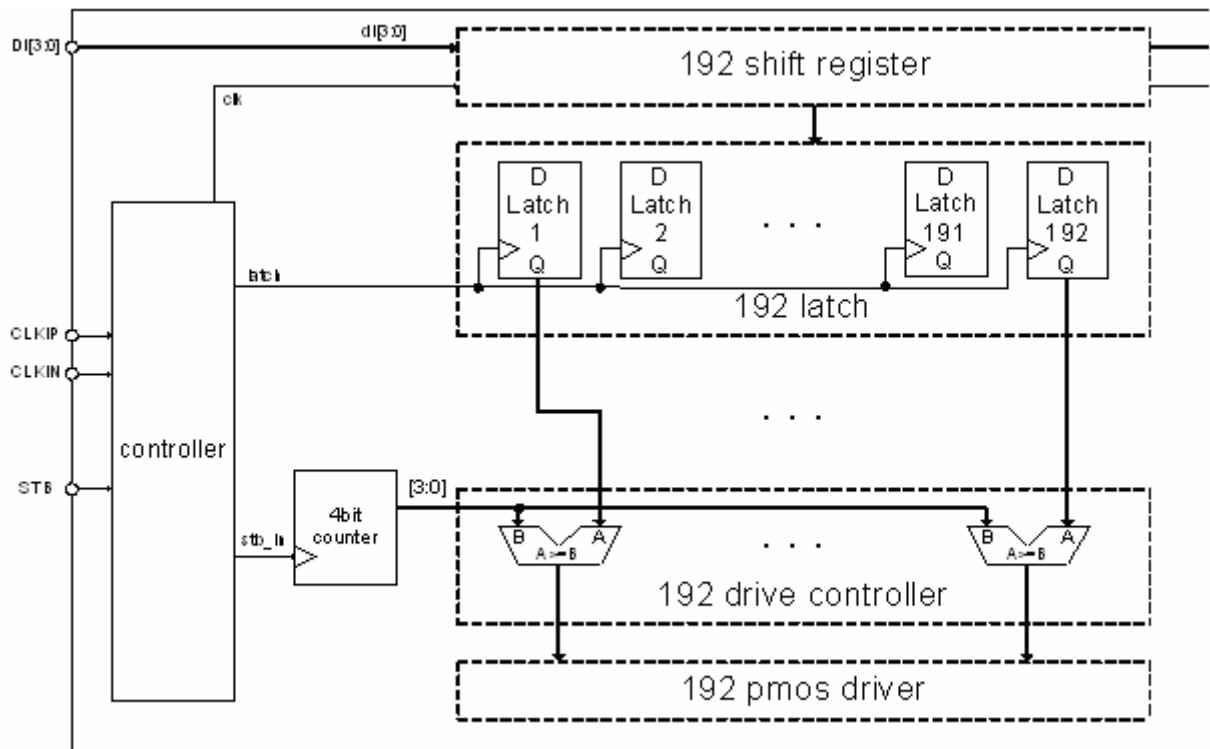 DI[3:0]
di[3:0]
192 shift register
clk
D
Latch
1
Q
D
Latch
2
Q
. . .
D
Latch
191
Q
D
Latch
192
Q
latch
192 latch
CLKIP
CLKIN
. . .
controller
STB
[3:0]
4bit
counter
B
A
A>=B
. . .
B
A
A>=B
192 drive controller
192 pmos driver